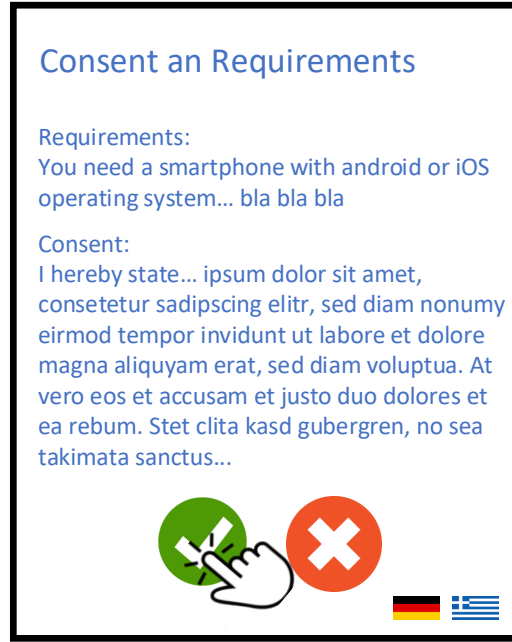 Consent an Requirements
Requirements:
You need a smartphone with android or iOS
operating system... bla bla bla
Consent:
I hereby state... ipsum dolor sit amet,
consetetur sadipscing elitr, sed diam nonumy
eirmod tempor invidunt ut labore et dolore
magna aliquyam erat, sed diam voluptua. At
vero eos et accusam et justo duo dolores et
ea rebum. Stet clita kasd gubergren, no sea
takimata sanctus...